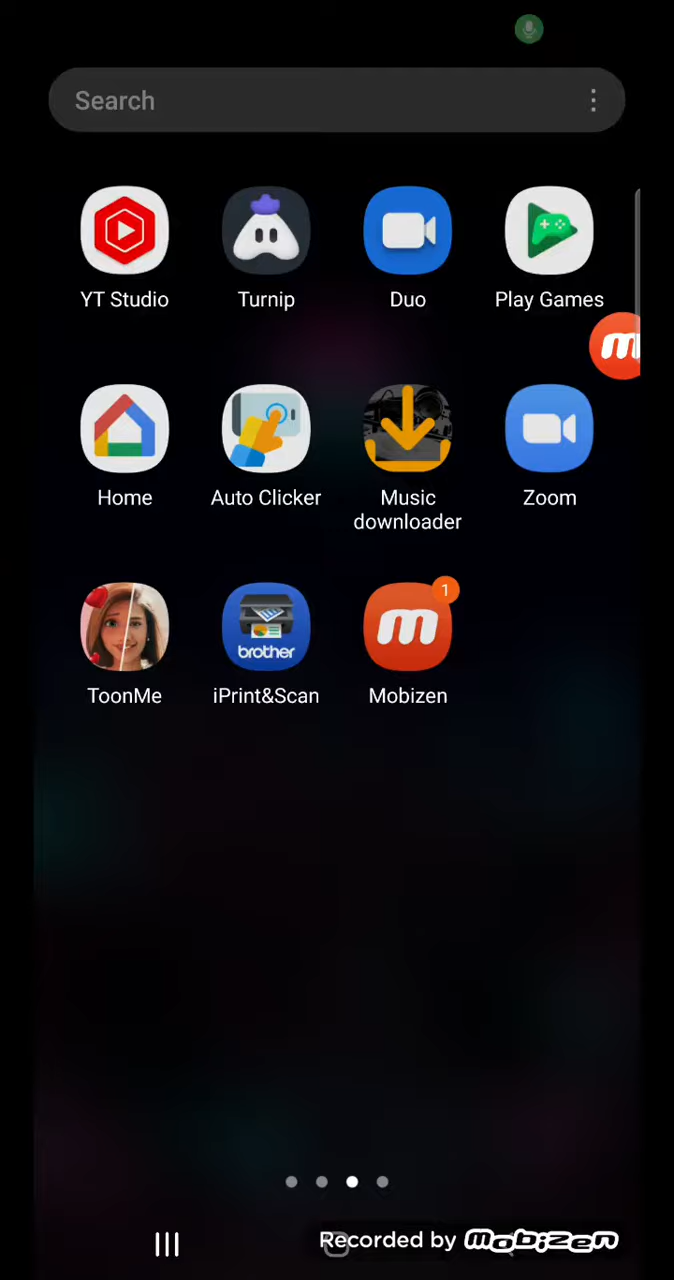 Search
YT Studio
Turnip
Duo
Play Games
Home
Auto Clicker
Music
downloader
Zoom
brother
1
ToonMe
iPrint&Scan
Mobizen
Recorded by mobizen